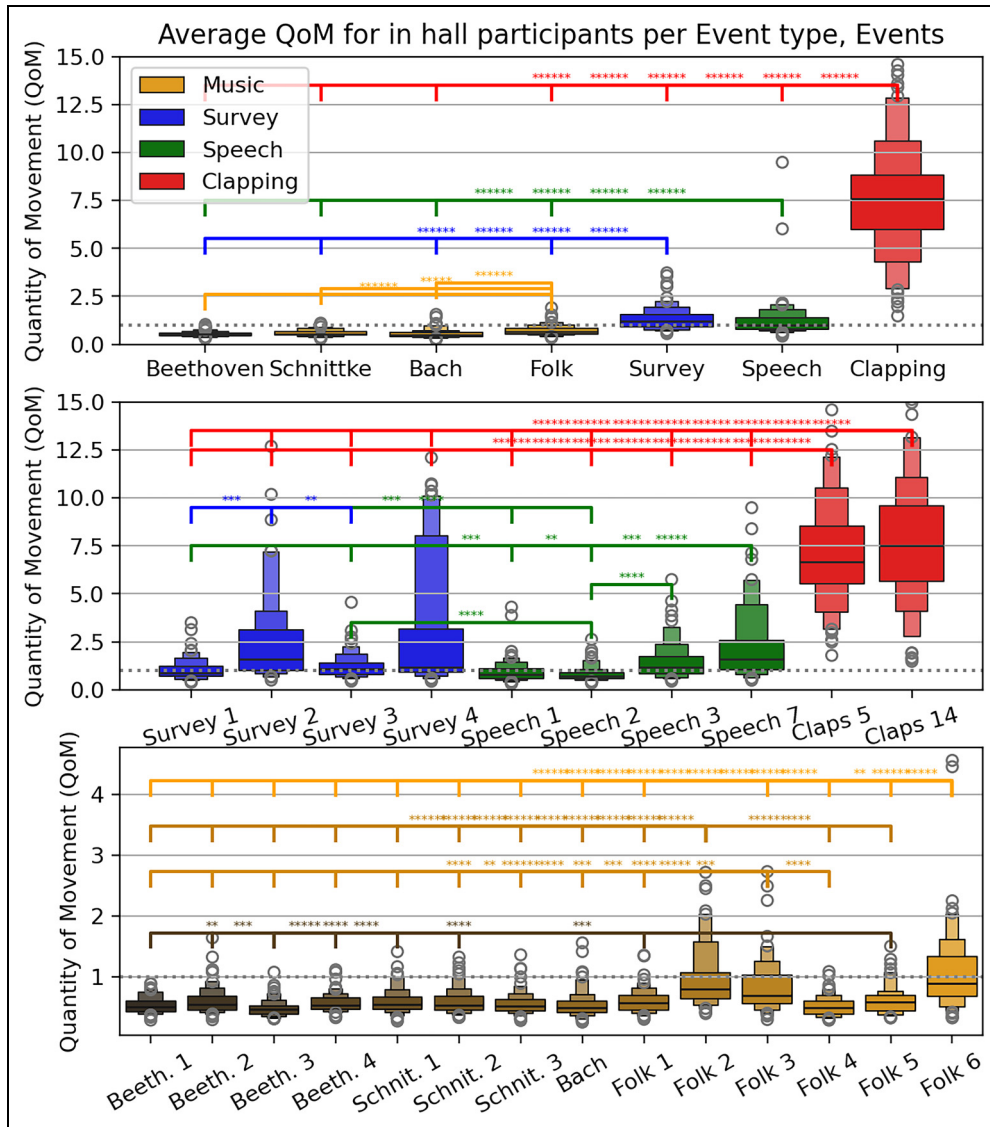 Average QoM for in hall participants per Event type, Events
Quantity of Movement (QoM)
15.0
12.5
10.0
7.5
5.0
2.5
0.0
Music
Survey
Speech
Clapping
Beethoven Schnittke Bach Folk Survey Speech Clapping
Quantity of Movement (QoM)
15.0
12.5
10.0
7.5
5.0
2.5
0.0
Survey 1 Survey 2 Survey 3 Survey 4 Speech 1 Speech 2 Speech 3 Speech 7 Claps 5 Claps 14
Quantity of Movement (QoM)
4
3
2
1
Beeth. 1 Beeth. 2 Beeth. 3 Beeth. 4 Schnit. 1 Schnit. 2 Schnit. 3 Bach Folk 1 Folk 2 Folk 3 Folk 4 Folk 5 Folk 6